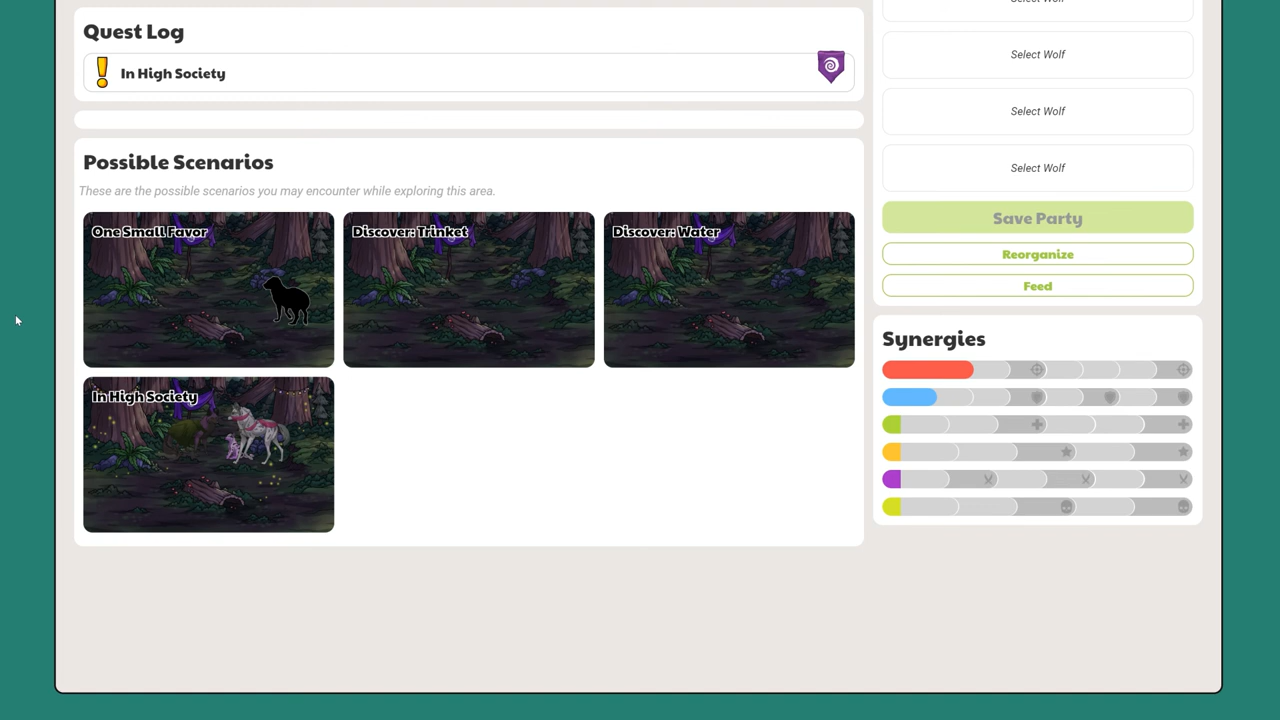 Quest Log
In High Society
Possible Scenarios
These are the possible scenarios you may encounter while exploring this area.
One Small Favor
Discover: Trinket
Discover: Water
In High Society
Select Wolf
Select Wolf
Select Wolf
Save Party
Reorganize
Feed
Synergies